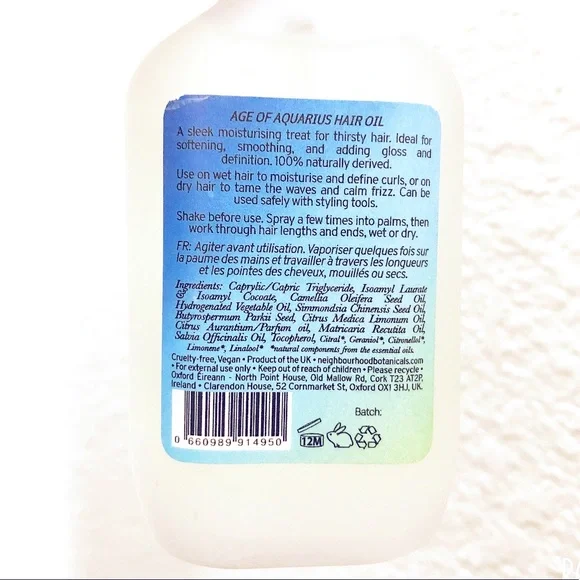 AGE OF AQUARIUS HAIR OIL
A sleek moisturising treat for thirsty hair. Ideal for
softening, smoothing, and adding gloss and
definition. 100% naturally derived.
Use on wet hair to moisturise and define curls, or on
dry hair to tame the waves and calm frizz. Can be
used safely with styling tools.
Shake before use. Spray a few times into palms, then
work through hair lengths and ends, wet or dry.
FR: Agiter avant utilisation. Vaporiser quelques fois sur
la paume des mains et travailler à travers les longueurs
et les pointes des cheveux, mouillés ou secs.
Ingredients: Caprylic/Capric Triglyceride, Isoamyl Laurate
& Isoamyl Cocoate, Camellia Oleifera Seed Oil,
Hydrogenated Vegetable Oil, Simmondsia Chinensis Seed Oil,
Butyrospermum Parkii Seed, Citrus Medica Limonum Oil,
Citrus Aurantium/Parfum oil, Matricaria Recutita Oil,
Salvia Officinalis Oil, Tocopherol, Citral*, Geraniol*, Citronellol*,
Limonene*, Linalool* *natural components from the essential oils.
Cruelty-free, Vegan • Product of the UK • neighbourhoodbotanicals.com
• For external use only • Keep out of reach of children • Please recycle •
Oxford Éireann - North Point House, Old Mallow Rd, Cork T23 AT2P,
Ireland • Clarendon House, 52 Cornmarket St, Oxford OX1 3HJ, UK.
Batch:
12M
0 660989 914950